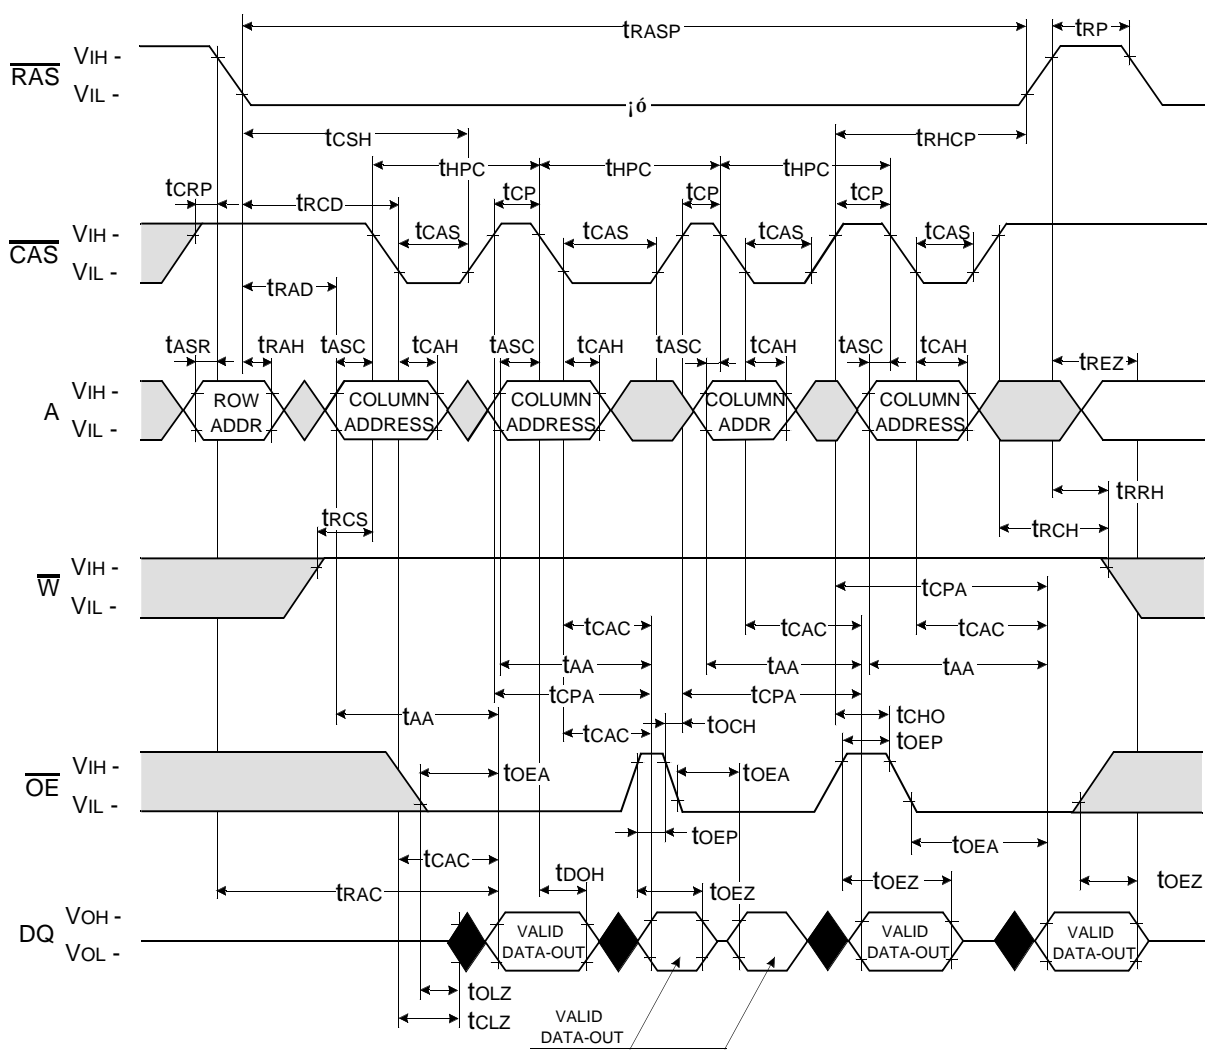 tRASP tRP
RAS VIH -
VIL -
¡ó
tCSH tRHCP
tHPC tHPC tHPC
tCRP tRCD tCP tCP tCP
CAS VIH -
VIL -
tCAS tCAS tCAS tCAS
tRAD
tASR tRAH tASC tCAH tASC tCAH tASC tCAH tASC tCAH tREZ
A VIH -
VIL -
ROW
ADDR
COLUMN
ADDRESS
COLUMN
ADDRESS
COLUMN
ADDR
COLUMN
ADDRESS
tRRH
tRCS tRCH
W VIH -
VIL -
tCPA
tCAC tCAC tCAC
tAA tAA tAA
tCPA tCPA
tAA tOCH tCHO
tCAC tOEP
OE VIH -
VIL -
tOEA tOEA
tOEP tOEA
tCAC
tDOH
tRAC tOEZ tOEZ tOEZ
DQ VOH -
VOL -
VALID
DATA-OUT
VALID
DATA-OUT
VALID
DATA-OUT
tOLZ
tCLZ
VALID
DATA-OUT